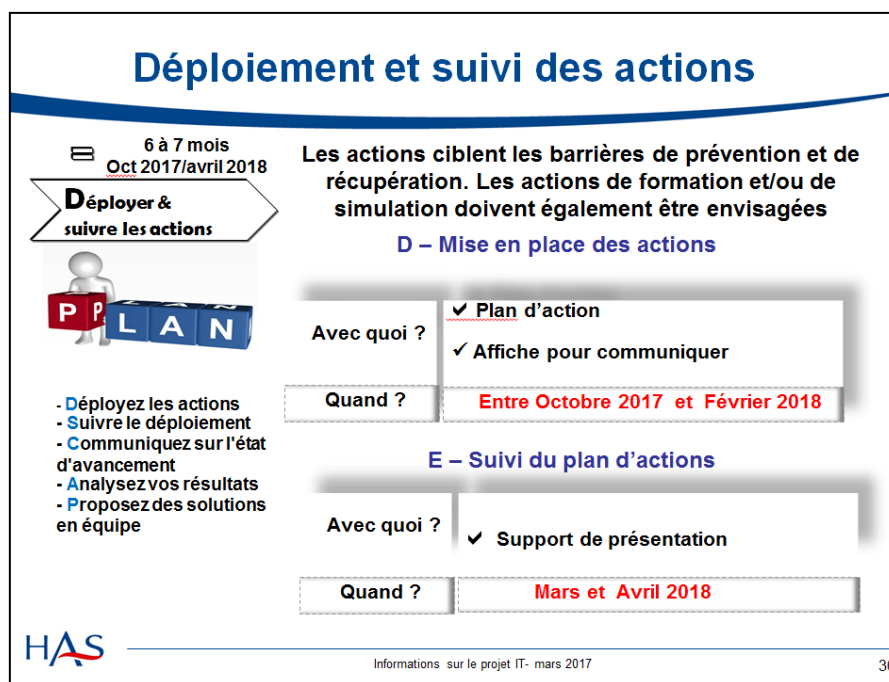 Déploiement et suivi des actions
6 à 7 mois
Oct 2017/avril 2018
Déployer &
suivre les actions
P P L A N
- Déployez les actions
- Suivre le déploiement
- Communiquez sur l'état
d'avancement
- Analysez vos résultats
- Proposez des solutions
en équipe
Les actions ciblent les barrières de prévention et de
récupération. Les actions de formation et/ou de
simulation doivent également être envisagées
D – Mise en place des actions
Avec quoi ?
✔ Plan d'action
✓ Affiche pour communiquer
Quand ?
Entre Octobre 2017 et Février 2018
E – Suivi du plan d'actions
Avec quoi ?
✔ Support de présentation
Quand ?
Mars et Avril 2018
HAS
Informations sur le projet IT- mars 2017